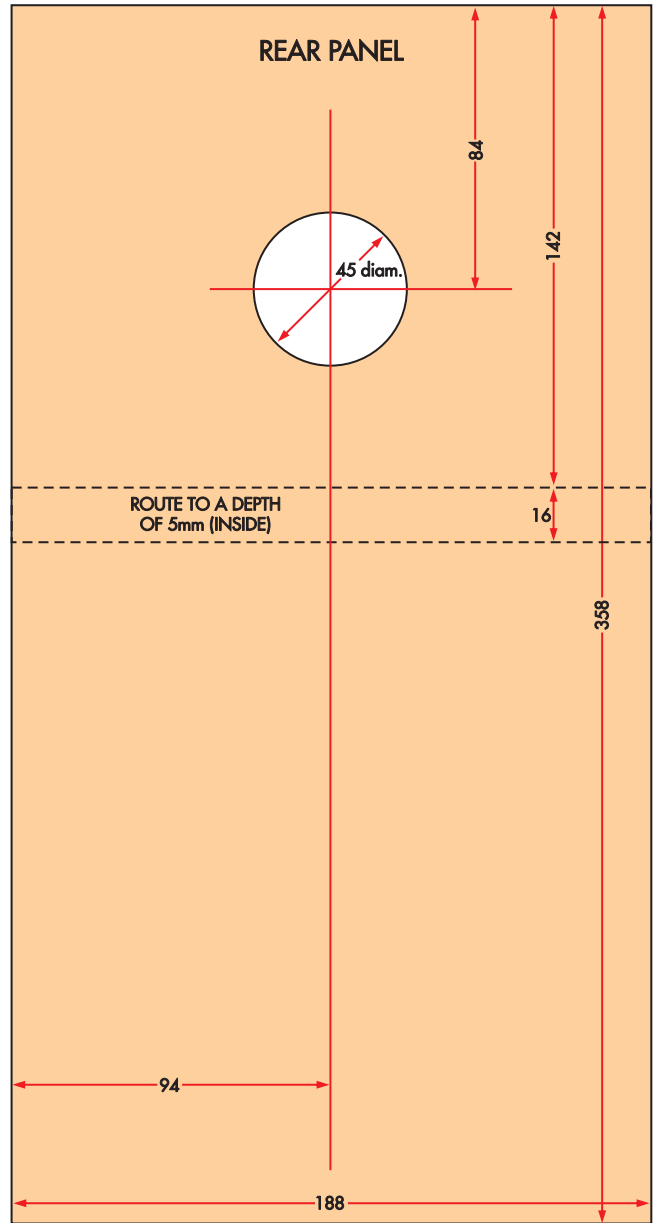 REAR PANEL
84
142
45 diam.
ROUTE TO A DEPTH
OF 5mm (INSIDE)
16
358
94
188